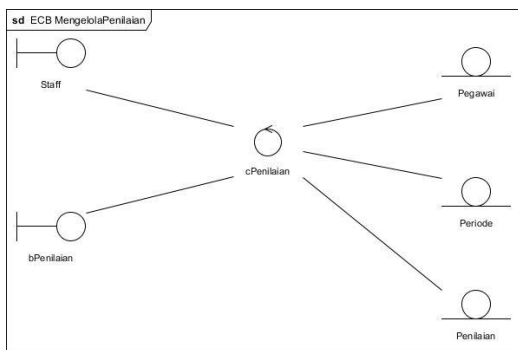 sd ECB MengelolaPenilaian
Staff
Pegawai
cPenilaian
Periode
bPenilaian
Penilaian